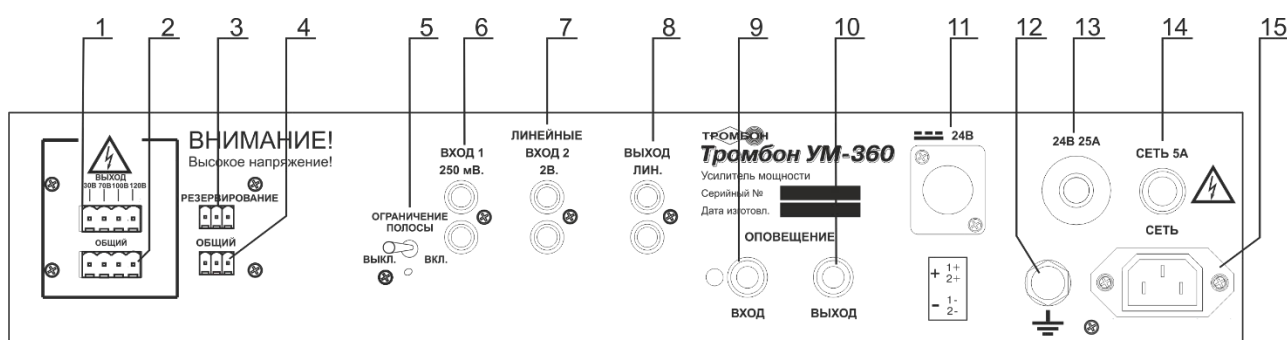 1 2 3 4 5 6 7 8 9 10 11 12 13 14 15
ВНИМАНИЕ!
Высокое напряжение!
ВЫХОД
30В 70В 100В 120В
ОБЩИЙ
РЕЗЕРВИРОВАНИЕ
ОБЩИЙ
ОГРАНИЧЕНИЕ
ПОЛОСЫ
ВЫКЛ. ВКЛ.
ЛИНЕЙНЫЕ
ВХОД 1 ВХОД 2 ВЫХОД
250 мВ. 2В. ЛИН.
ТРОМБОН
Тромбон УМ-360
Усилитель мощности
Серийный №
Дата изготовл.
ОПОВЕЩЕНИЕ
ВХОД ВЫХОД
24В
+ 1+
2+
- 1-
2-
24В 25А
СЕТЬ 5А
СЕТЬ